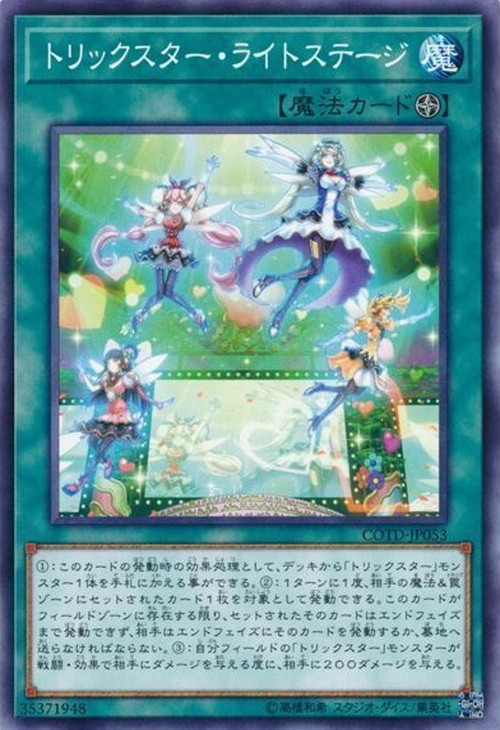 トリックスター・ライトステージ
魔
【魔法カード】
COTD-JP053
①：このカードの発動時の効果処理として、デッキから「トリックスター」モン
スター1体を手札に加える事ができる。②：1ターンに1度、相手の魔法＆罠
ゾーンにセットされたカード1枚を対象として発動できる。このカードが
フィールドゾーンに存在する限り、セットされたそのカードはエンドフェイズ
まで発動できず、相手はエンドフェイズにそのカードを発動するか、墓地へ
送らなければならない。③：自分フィールドの「トリックスター」モンスターが
戦闘・効果で相手にダメージを与える度に、相手に２００ダメージを与える。
35371948
©高橋和希 スタジオ・ダイス/集英社